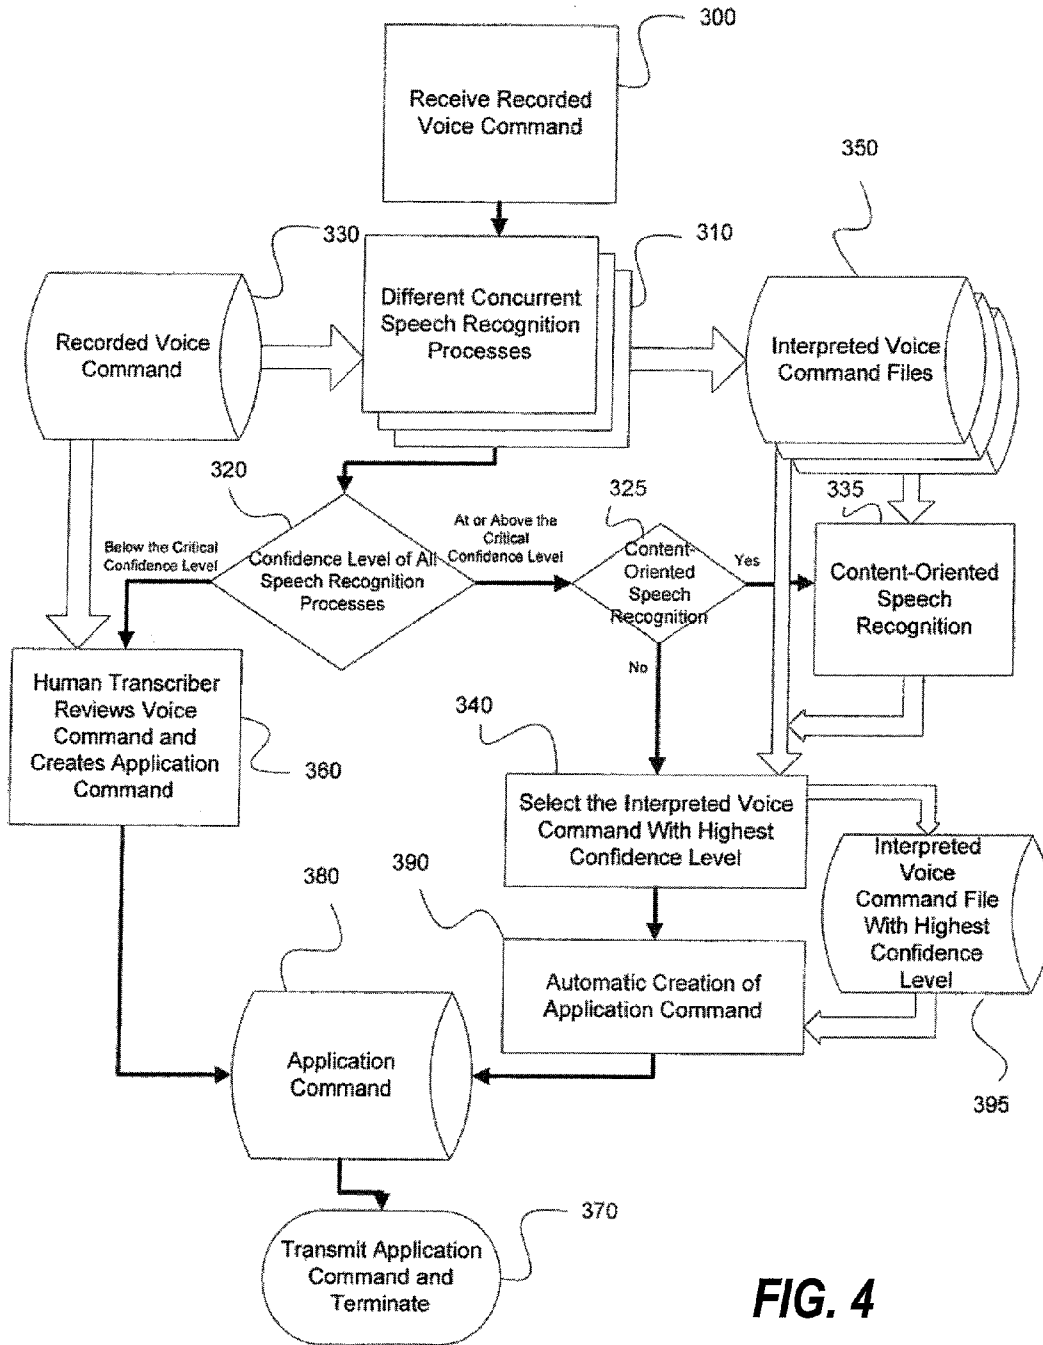 300
Receive Recorded
Voice Command
350
330
310
Different Concurrent
Speech Recognition
Processes
Recorded Voice
Command
Interpreted Voice
Command Files
320
325
335
At or Above the
Critical
Confidence Level
Below the Critical
Confidence Level
Confidence Level of All
Speech Recognition
Processes
Content-
Oriented
Speech
Recognition
Yes
Content-Oriented
Speech
Recognition
No
Human Transcriber
Reviews Voice
Command and
Creates Application
Command
360
340
Select the Interpreted Voice
Command With Highest
Confidence Level
Interpreted
Voice
Command File
With Highest
Confidence
Level
380
390
Automatic Creation of
Application Command
Application
Command
395
370
Transmit Application
Command and
Terminate
FIG. 4